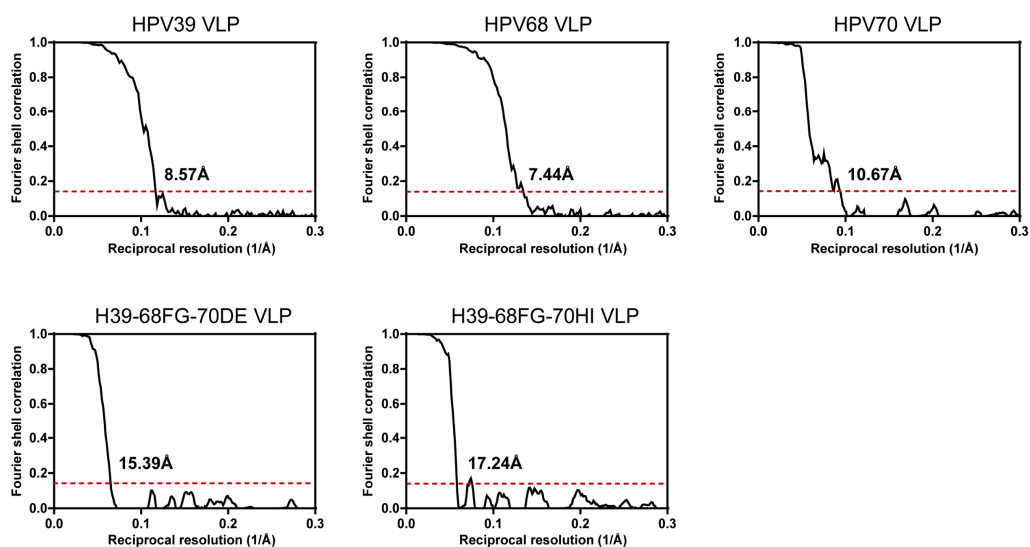 HPV39 VLP
Fourier shell correlation
1.0
0.8
0.6
0.4
0.2
0.0
8.57Å
0.0 0.1 0.2 0.3
Reciprocal resolution (1/Å)
HPV68 VLP
Fourier shell correlation
1.0
0.8
0.6
0.4
0.2
0.0
7.44Å
0.0 0.1 0.2 0.3
Reciprocal resolution (1/Å)
HPV70 VLP
Fourier shell correlation
1.0
0.8
0.6
0.4
0.2
0.0
10.67Å
0.0 0.1 0.2 0.3
Reciprocal resolution (1/Å)
H39-68FG-70DE VLP
Fourier shell correlation
1.0
0.8
0.6
0.4
0.2
0.0
15.39Å
0.0 0.1 0.2 0.3
Reciprocal resolution (1/Å)
H39-68FG-70HI VLP
Fourier shell correlation
1.0
0.8
0.6
0.4
0.2
0.0
17.24Å
0.0 0.1 0.2 0.3
Reciprocal resolution (1/Å)